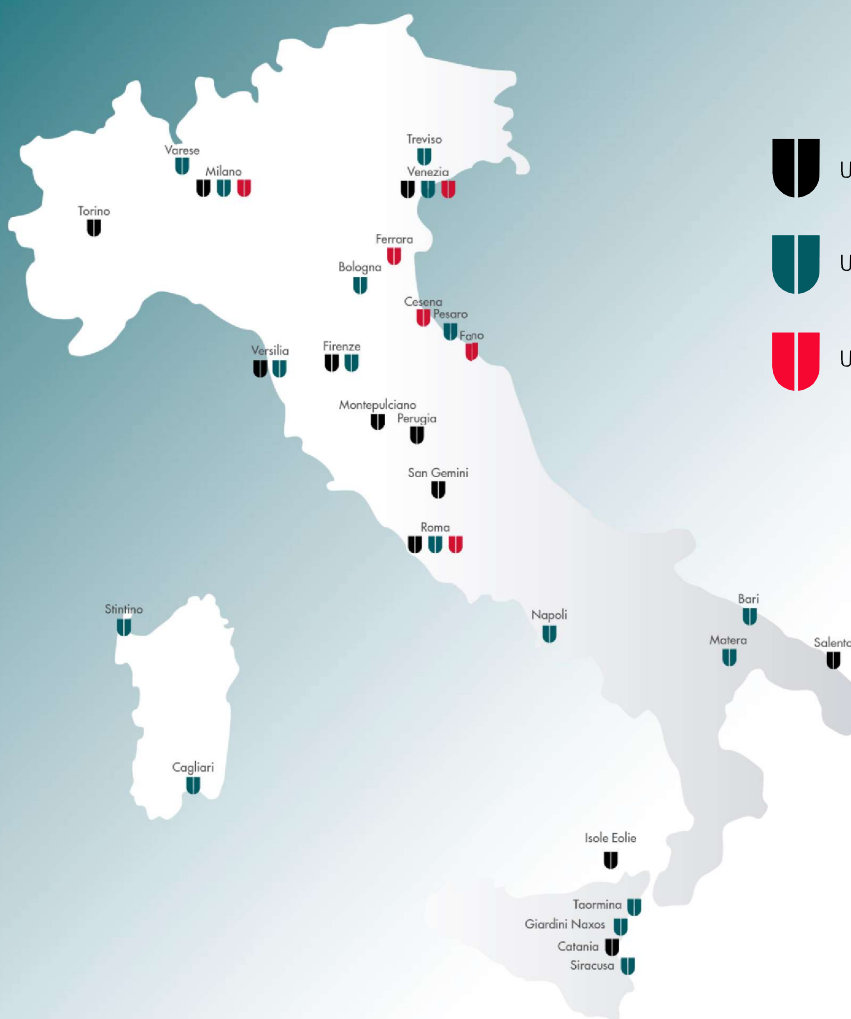 Treviso
Varese
Venezia
Milano
Torino
Ferrara
Bologna
Cesena
Pesaro
Fano
Firenze
Versilia
Montepulciano
Perugia
San Gemini
Roma
Bari
Stintino
Napoli
Matera
Salento
Cagliari
Isole Eolie
Taormina
Giardini Naxos
Catania
Siracusa
U
U
U